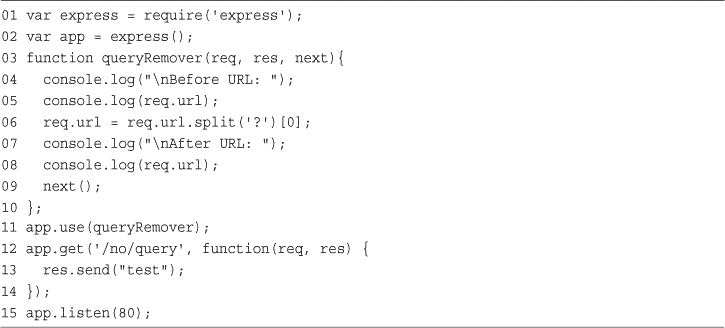 01 var express = require('express');
02 var app = express();
03 function queryRemover(req, res, next){
04   console.log("\nBefore URL: ");
05   console.log(req.url);
06   req.url = req.url.split('?')[0];
07   console.log("\nAfter URL: ");
08   console.log(req.url);
09   next();
10 };
11 app.use(queryRemover);
12 app.get('/no/query', function(req, res) {
13   res.send("test");
14 });
15 app.listen(80);